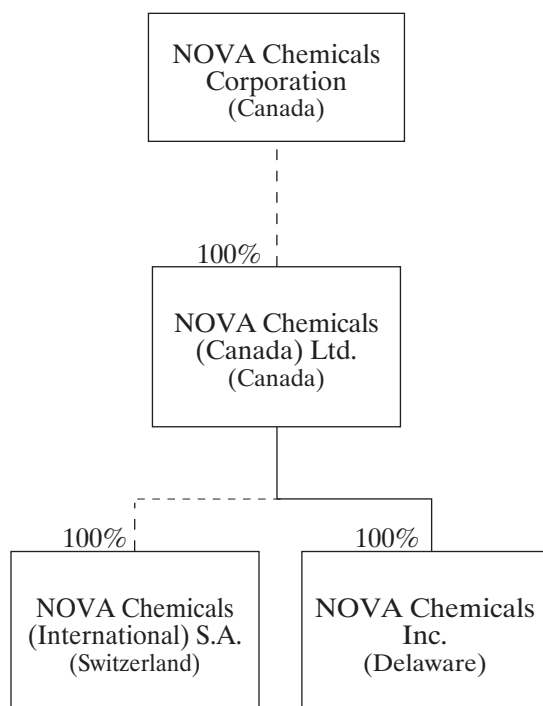 NOVA Chemicals
Corporation
(Canada)
100%
NOVA Chemicals
(Canada) Ltd.
(Canada)
100%
NOVA Chemicals
(International) S.A.
(Switzerland)
100%
NOVA Chemicals
Inc.
(Delaware)